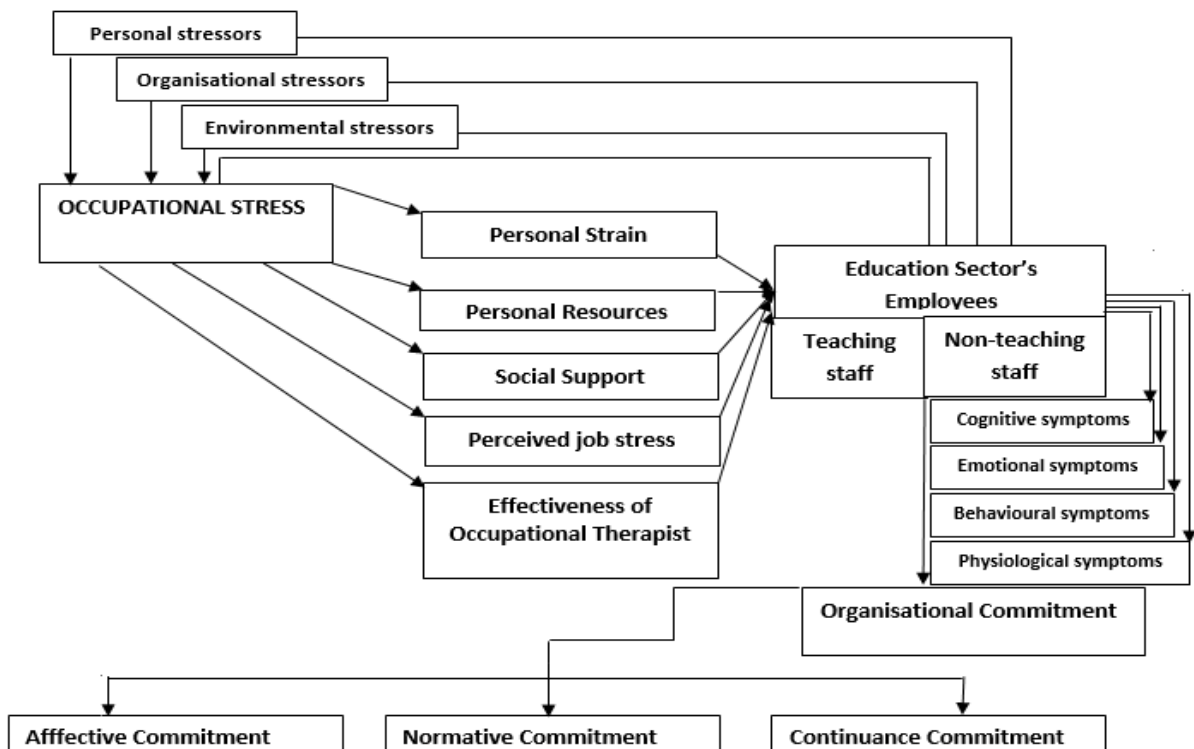 Personal stressors
Organisational stressors
Environmental stressors
OCCUPATIONAL STRESS
Personal Strain
Personal Resources
Social Support
Perceived job stress
Effectiveness of
Occupational Therapist
Education Sector’s
Employees
Teaching
staff
Non-teaching
staff
Cognitive symptoms
Emotional symptoms
Behavioural symptoms
Physiological symptoms
Organisational Commitment
Afffective Commitment
Normative Commitment
Continuance Commitment